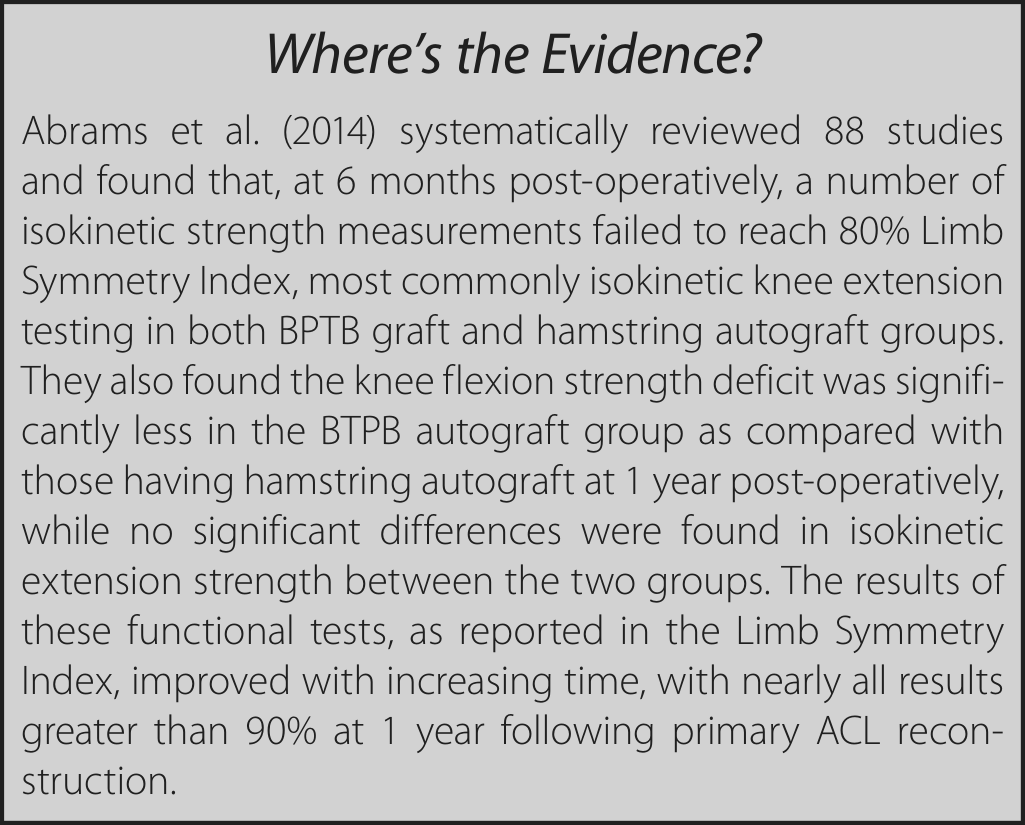 Where’s the Evidence?
Abrams et al. (2014) systematically reviewed 88 studies
and found that, at 6 months post-operatively, a number of
isokinetic strength measurements failed to reach 80% Limb
Symmetry Index, most commonly isokinetic knee extension
testing in both BPTB graft and hamstring autograft groups.
They also found the knee flexion strength deficit was signifi-
cantly less in the BTPB autograft group as compared with
those having hamstring autograft at 1 year post-operatively,
while no significant differences were found in isokinetic
extension strength between the two groups. The results of
these functional tests, as reported in the Limb Symmetry
Index, improved with increasing time, with nearly all results
greater than 90% at 1 year following primary ACL recon-
struction.